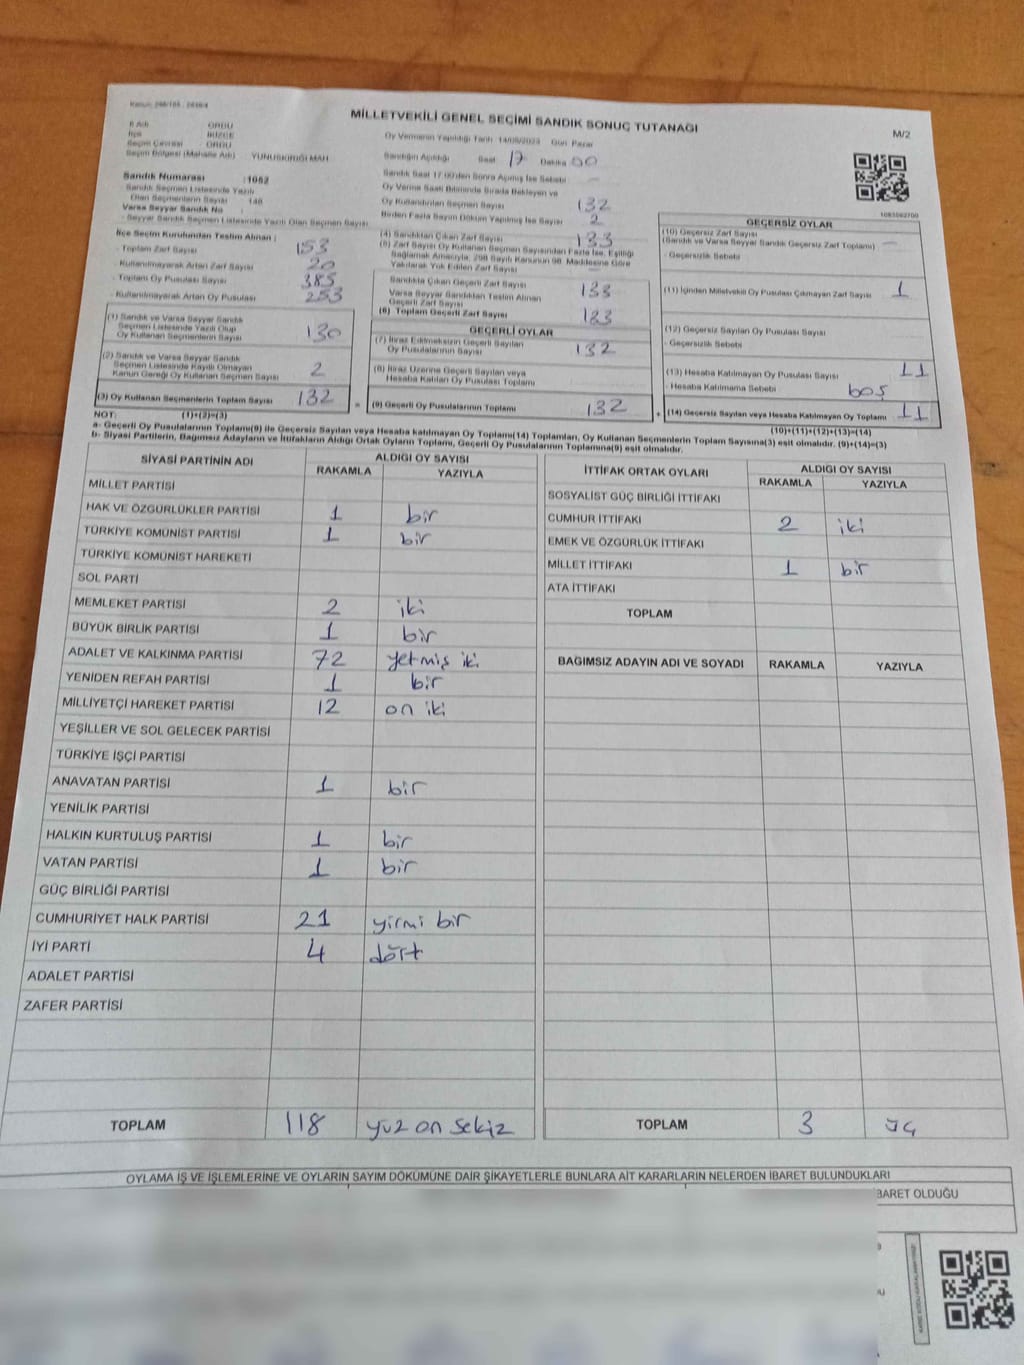 MİLLETVEKİLİ GENEL SEÇİMİ SANDIK SONUÇ TUTANAĞI
M/2
İl Adı ORDU
İlçe İKİZCE
Seçim Çevresi ORDU
Seçim Bölgesi (Mahalle Adı) YUNUSKIRIĞI MAH
Oy Vermenin Yapıldığı Tarih 14/05/2023 Gün Pazar
Sandığın Açıldığı Saat 17 Dakika 00
Sandık Saat 17:00'den Sonra Açılmış İse Sebebi
Sandık Numarası :1052
Sandık Seçmen Listesinde Yazılı
Olan Seçmenlerin Sayısı 146
Varsa Seyyar Sandık No :
- Seyyar Sandık Seçmen Listesinde Yazılı Olan Seçmen Sayısı
Oy Verme Saati Bitiminde Sırada Bekleyen ve
Oy Kullandırılan Seçmen Sayısı 132
Birden Fazla Sayım Döküm Yapılmış İse Sayısı 2
İlçe Seçim Kurulundan Teslim Alınan :
- Toplam Zarf Sayısı 153
- Kullanılmayarak Artan Zarf Sayısı 20
- Toplam Oy Pusulası Sayısı 385
- Kullanılmayarak Artan Oy Pusulası 253
(1) Sandık ve Varsa Seyyar Sandık
Seçmen Listesinde Yazılı Olup
Oy Kullanan Seçmenlerin Sayısı 130
(2) Sandık ve Varsa Seyyar Sandık
Seçmen Listesinde Kayıtlı Olmayan
Kanun Gereği Oy Kullanan Seçmen Sayısı 2
(3) Oy Kullanan Seçmenlerin Toplam Sayısı 132 =
(4) Sandıktan Çıkan Zarf Sayısı 133
(5) Zarf Sayısı Oy Kullanan Seçmen Sayısından Fazla İse, Eşitliği
Sağlamak Amacıyla, 298 Sayılı Kanunun 98. Maddesine Göre
Yakılarak Yok Edilen Zarf Sayısı
Sandıkta Çıkan Geçerli Zarf Sayısı 133
Varsa Seyyar Sandıktan Teslim Alınan
Geçerli Zarf Sayısı
(6) Toplam Geçerli Zarf Sayısı 133
GEÇERLİ OYLAR
(7) İtiraz Edilmeksizin Geçerli Sayılan
Oy Pusulalarının Sayısı 132
(8) İtiraz Üzerine Geçerli Sayılan veya
Hesaba Katılan Oy Pusulası Toplamı
(9) Geçerli Oy Pusulalarının Toplamı 132 +
1083562700
GEÇERSİZ OYLAR
(10) Geçersiz Zarf Sayısı
(Sandık ve Varsa Seyyar Sandık Geçersiz Zarf Toplamı)
- Geçersizlik Sebebi
(11) İçinden Milletvekili Oy Pusulası Çıkmayan Zarf Sayısı 1
(12) Geçersiz Sayılan Oy Pusulası Sayısı
- Geçersizlik Sebebi
(13) Hesaba Katılmayan Oy Pusulası Sayısı 11
- Hesaba Katılmama Sebebi boş
(14) Geçersiz Sayılan veya Hesaba Katılmayan Oy Toplamı 11
NOT: (1)+(2)=(3) (10)+(11)+(12)+(13)=(14)
a- Geçerli Oy Pusulalarının Toplamı(9) ile Geçersiz Sayılan veya Hesaba katılmayan Oy Toplamı(14) Toplamları, Oy Kullanan Seçmenlerin Toplam Sayısına(3) eşit olmalıdır. (9)+(14)=(3)
b- Siyasi Partilerin, Bağımsız Adayların ve İttifakların Aldığı Ortak Oyların Toplamı, Geçerli Oy Pusulalarının Toplamına(9) eşit olmalıdır.
SİYASİ PARTİNİN ADI ALDIĞI OY SAYISI
RAKAMLA YAZIYLA
MİLLET PARTİSİ
HAK VE ÖZGÜRLÜKLER PARTİSİ 1 bir
TÜRKİYE KOMÜNİST PARTİSİ 1 bir
TÜRKİYE KOMÜNİST HAREKETİ
SOL PARTİ
MEMLEKET PARTİSİ 2 iki
BÜYÜK BİRLİK PARTİSİ 1 bir
ADALET VE KALKINMA PARTİSİ 72 yetmiş iki
YENİDEN REFAH PARTİSİ 1 bir
MİLLİYETÇİ HAREKET PARTİSİ 12 on iki
YEŞİLLER VE SOL GELECEK PARTİSİ
TÜRKİYE İŞÇİ PARTİSİ
ANAVATAN PARTİSİ 1 bir
YENİLİK PARTİSİ
HALKIN KURTULUŞ PARTİSİ 1 bir
VATAN PARTİSİ 1 bir
GÜÇ BİRLİĞİ PARTİSİ
CUMHURİYET HALK PARTİSİ 21 yirmi bir
İYİ PARTİ 4 dört
ADALET PARTİSİ
ZAFER PARTİSİ
TOPLAM 118 yüz on sekiz
İTTİFAK ORTAK OYLARI ALDIĞI OY SAYISI
RAKAMLA YAZIYLA
SOSYALİST GÜÇ BİRLİĞİ İTTİFAKI
CUMHUR İTTİFAKI 2 iki
EMEK VE ÖZGÜRLÜK İTTİFAKI
MİLLET İTTİFAKI 1 bir
ATA İTTİFAKI
TOPLAM
BAĞIMSIZ ADAYIN ADI VE SOYADI RAKAMLA YAZIYLA
TOPLAM 3 üç
OYLAMA İŞ VE İŞLEMLERİNE VE OYLARIN SAYIM DÖKÜMÜNE DAİR ŞİKAYETLERLE BUNLARA AİT KARARLARIN NELERDEN İBARET BULUNDUKLARI
BARET OLDUĞU